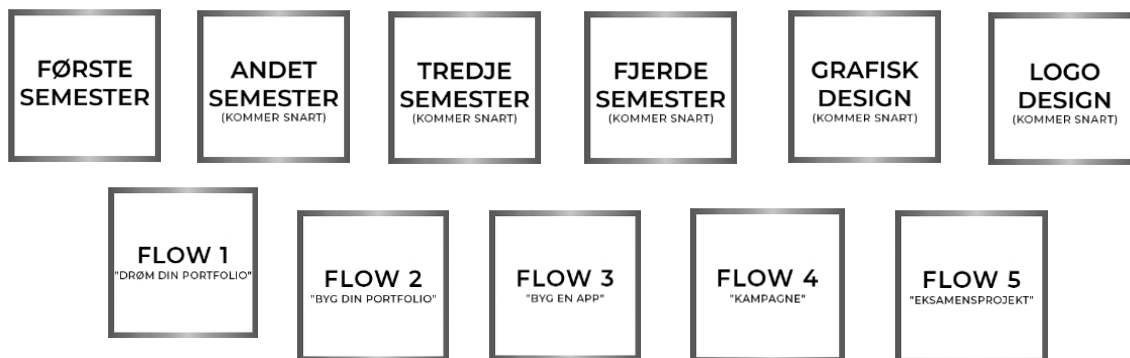 FØRSTE
SEMESTER
ANDET
SEMESTER
(KOMMER SNART)
TREDJE
SEMESTER
(KOMMER SNART)
FJERDE
SEMESTER
(KOMMER SNART)
GRAFISK
DESIGN
(KOMMER SNART)
LOGO
DESIGN
(KOMMER SNART)
FLOW 1
"DRØM DIN PORTFOLIO"
FLOW 2
"BYG DIN PORTFOLIO"
FLOW 3
"BYG EN APP"
FLOW 4
"KAMPAGNE"
FLOW 5
"EKSAMENSPROJEKT"